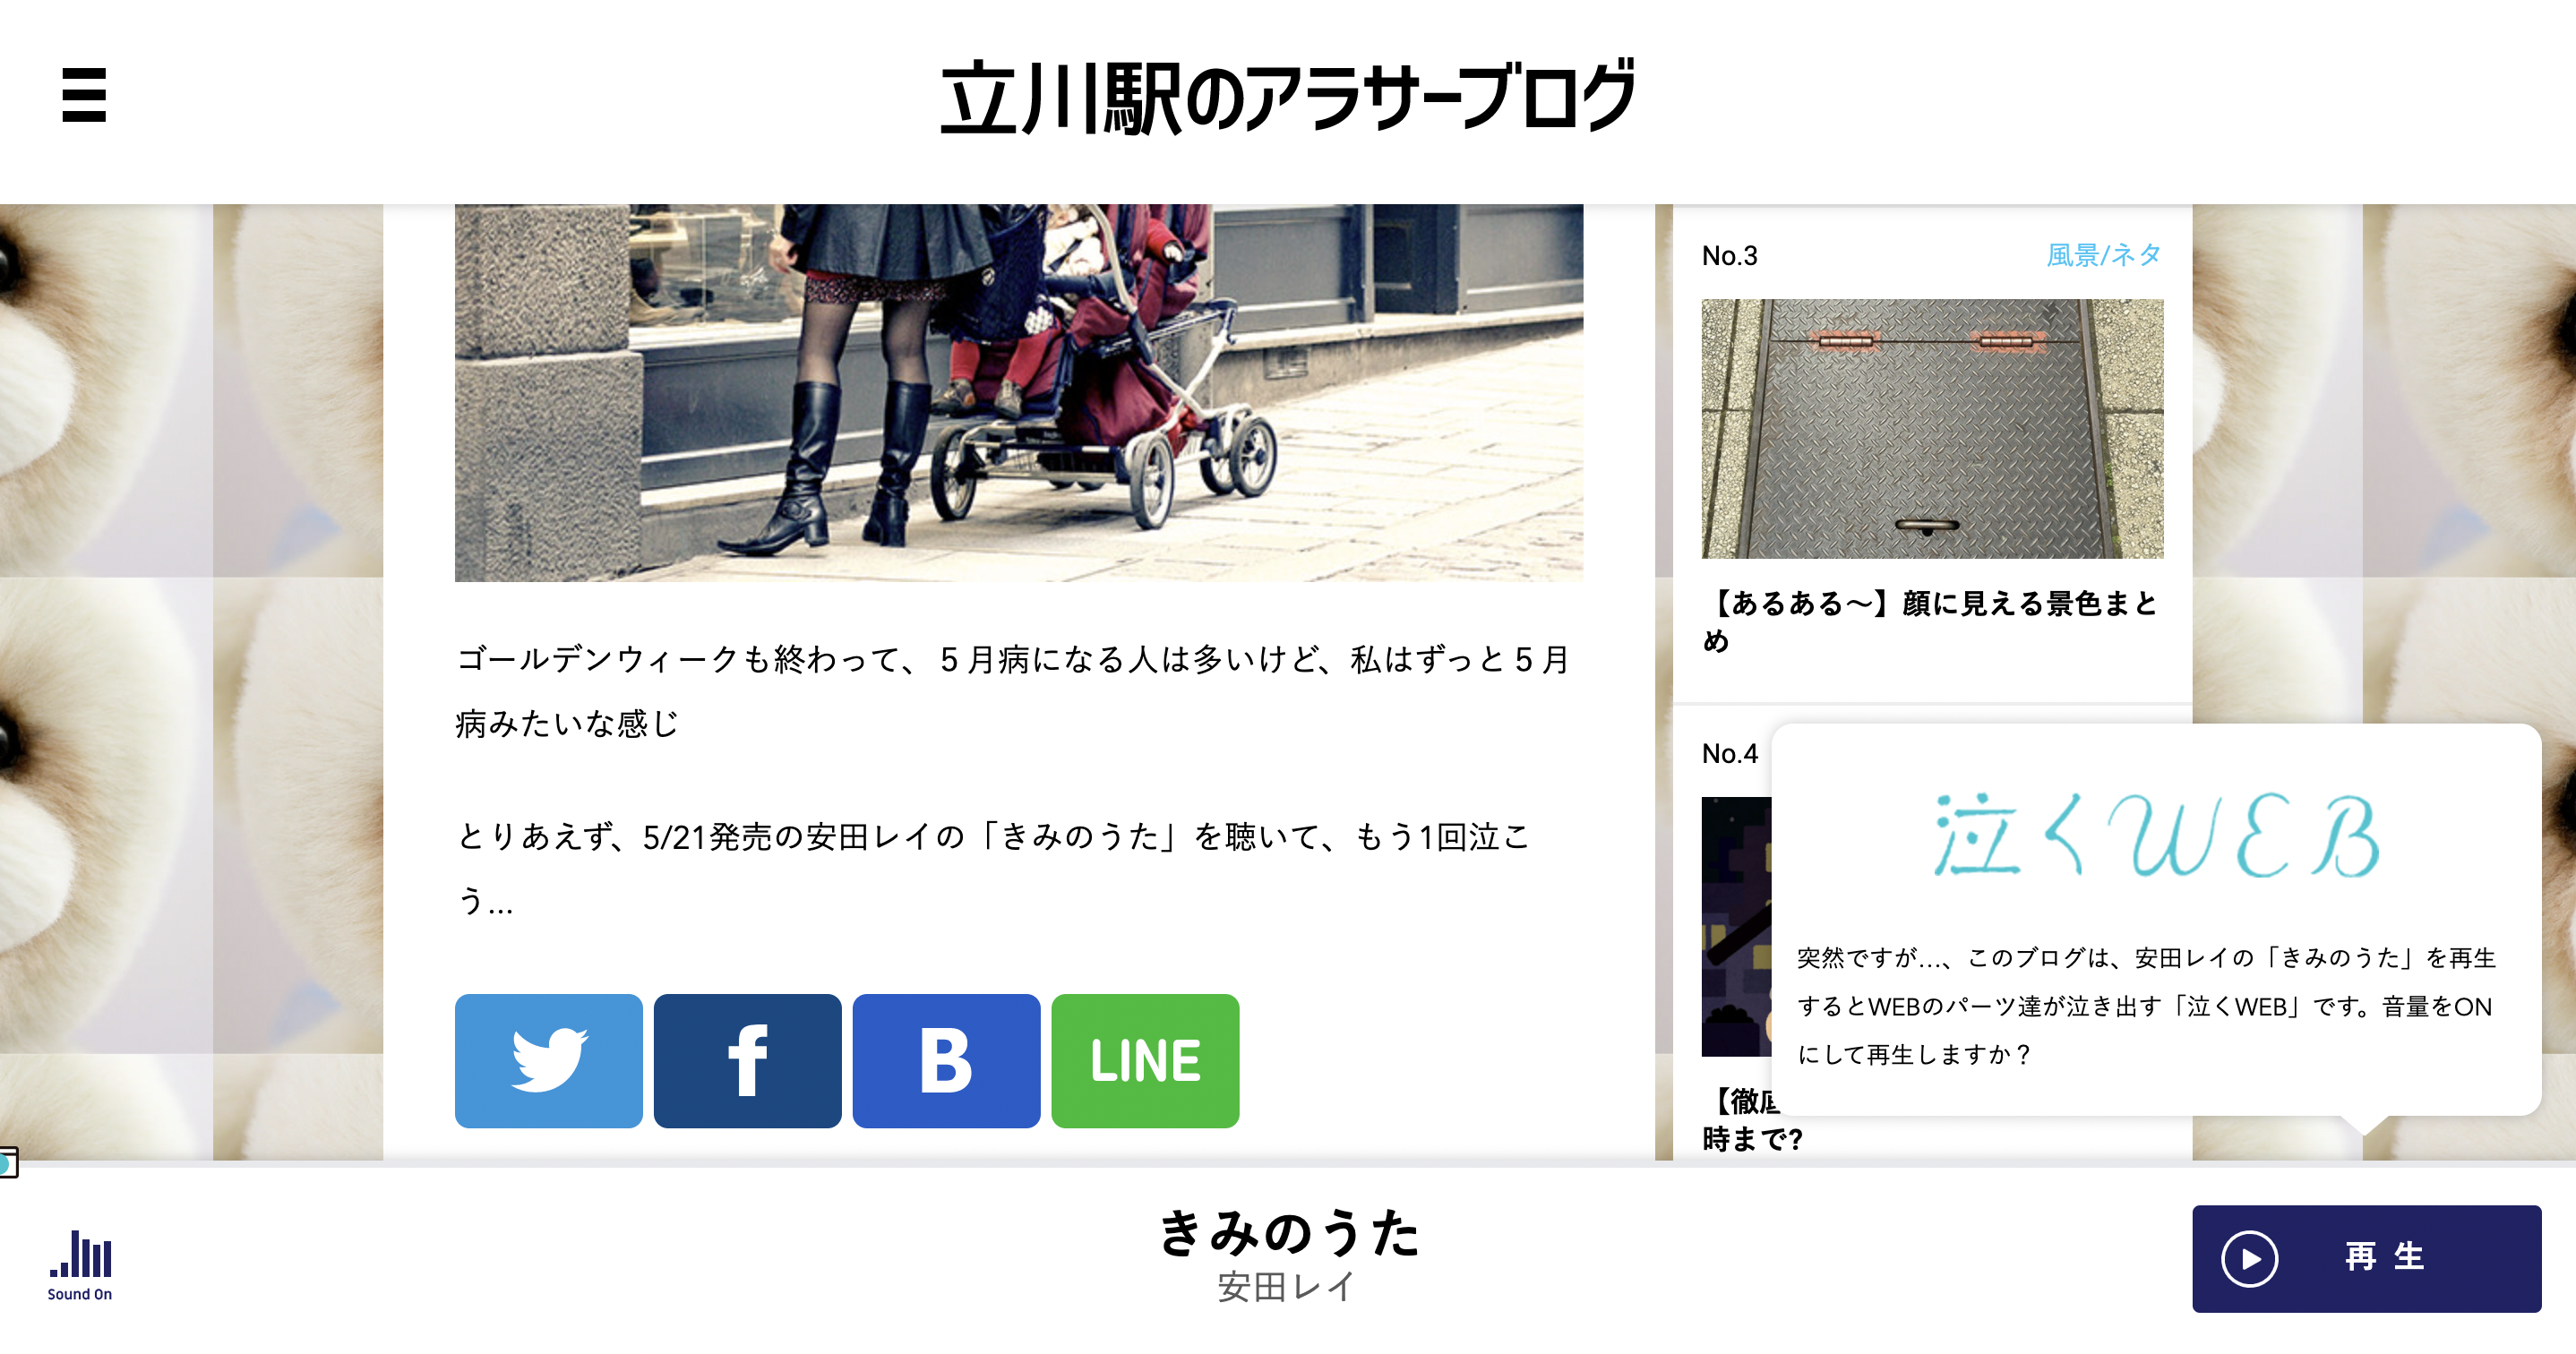 立川駅のアラサーブログ
ゴールデンウィークも終わって、５月病になる人は多いけど、私はずっと５月
病みたいな感じ
とりあえず、5/21発売の安田レイの「きみのうた」を聴いて、もう1回泣こ
う…
f
B!
LINE
No.3
風景/ネタ
【あるある〜】顔に見える景色まと
め
No.4
【徹底
時まで?
泣くWEB
突然ですが…、このブログは、安田レイの「きみのうた」を再生
するとWEBのパーツ達が泣き出す「泣くWEB」です。音量をON
にして再生しますか？
Sound On
きみのうた
安田レイ
再生